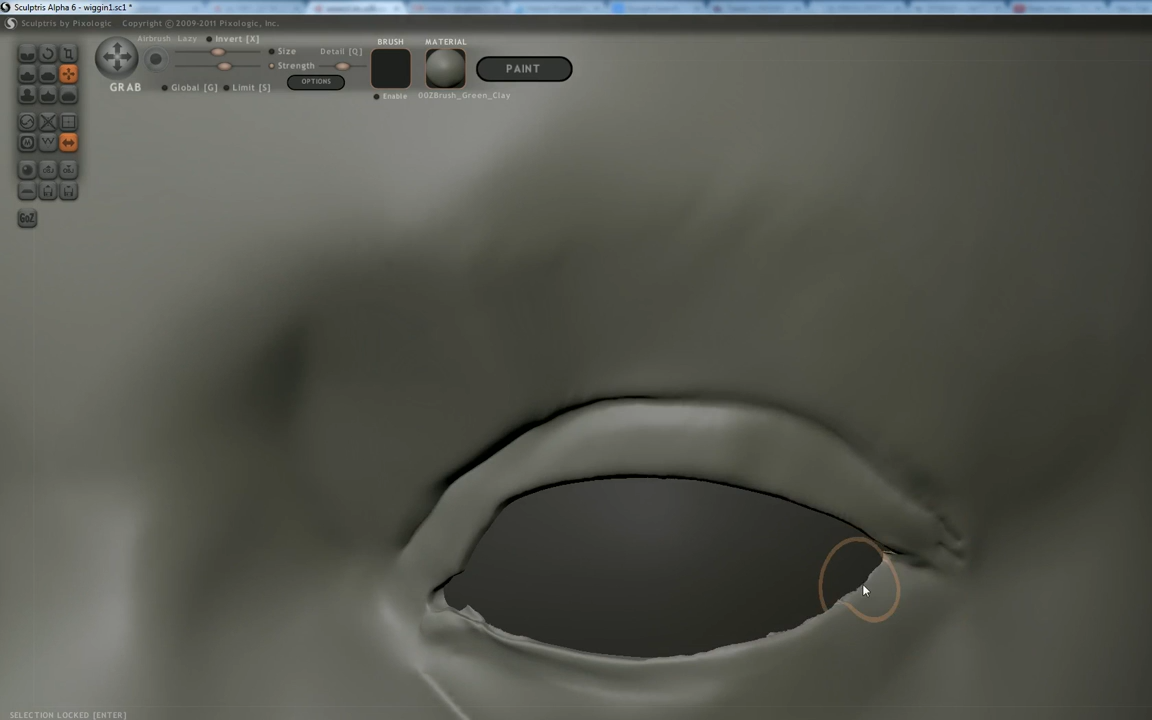 Sculptris Alpha 6 - wiggin1.sc1 *
Sculptris by Pixologic   Copyright © 2009-2011 Pixologic, Inc.
Airbrush Lazy Invert [X]
Size
Detail [Q]
Strength
GRAB
Global [G] Limit [S]
OPTIONS
BRUSH
Enable
MATERIAL
00ZBrush_Green_Clay
PAINT
GoZ
SELECTION LOCKED [ENTER]